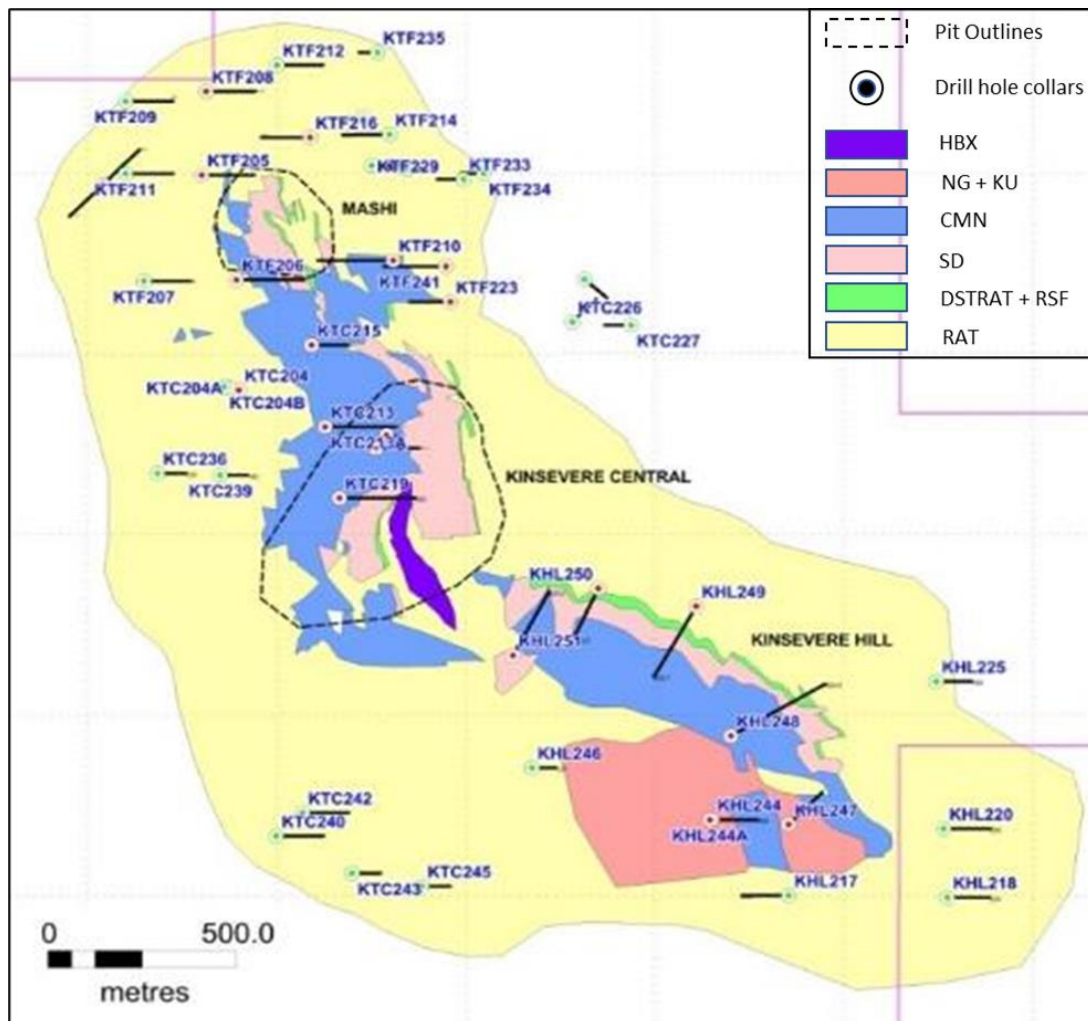 KTF235
KTF212
KTF208
KTF209
KTF216
KTF214
KTF205
KTF229
KTF233
KTF234
KTF211
MASHI
KTF210
KTF206
KTF241
KTF223
KTF207
KTC226
KTC227
KTC215
KTC204A
KTC204
KTC204B
KTC213
KTC236
KTC239
KTC219
KINSEVERE CENTRAL
KHL250
KHL249
KHL251
KINSEVERE HILL
KHL225
KHL248
KHL246
KTC242
KTC240
KHL244
KHL247
KHL244A
KHL220
KTC245
KTC243
KHL217
KHL218
0 500.0
metres
Pit Outlines
Drill hole collars
HBX
NG + KU
CMN
SD
DSTRAT + RSF
RAT